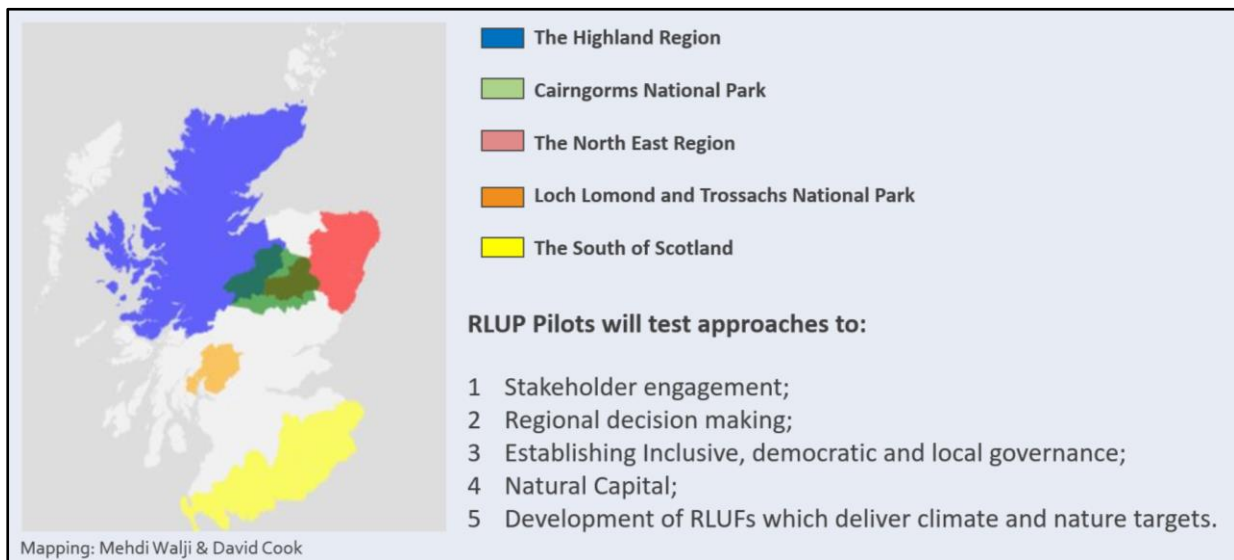 The Highland Region
Cairngorms National Park
The North East Region
Loch Lomond and Trossachs National Park
The South of Scotland
RLUP Pilots will test approaches to:
1 Stakeholder engagement;
2 Regional decision making;
3 Establishing Inclusive, democratic and local governance;
4 Natural Capital;
5 Development of RLUFs which deliver climate and nature targets.
Mapping: Mehdi Walji & David Cook